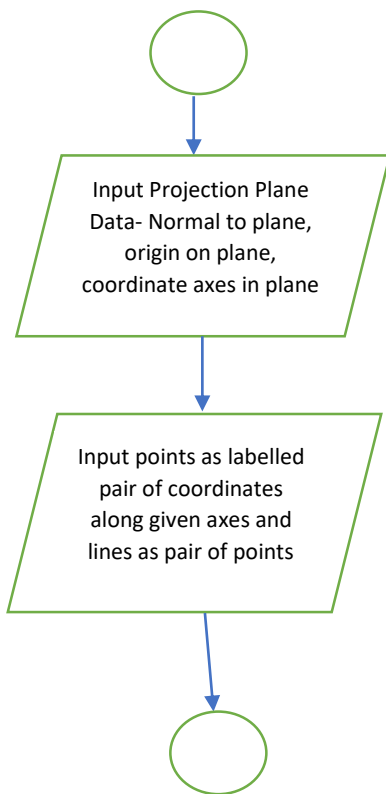 Input Projection Plane
Data- Normal to plane,
origin on plane,
coordinate axes in plane
Input points as labelled
pair of coordinates
along given axes and
lines as pair of points